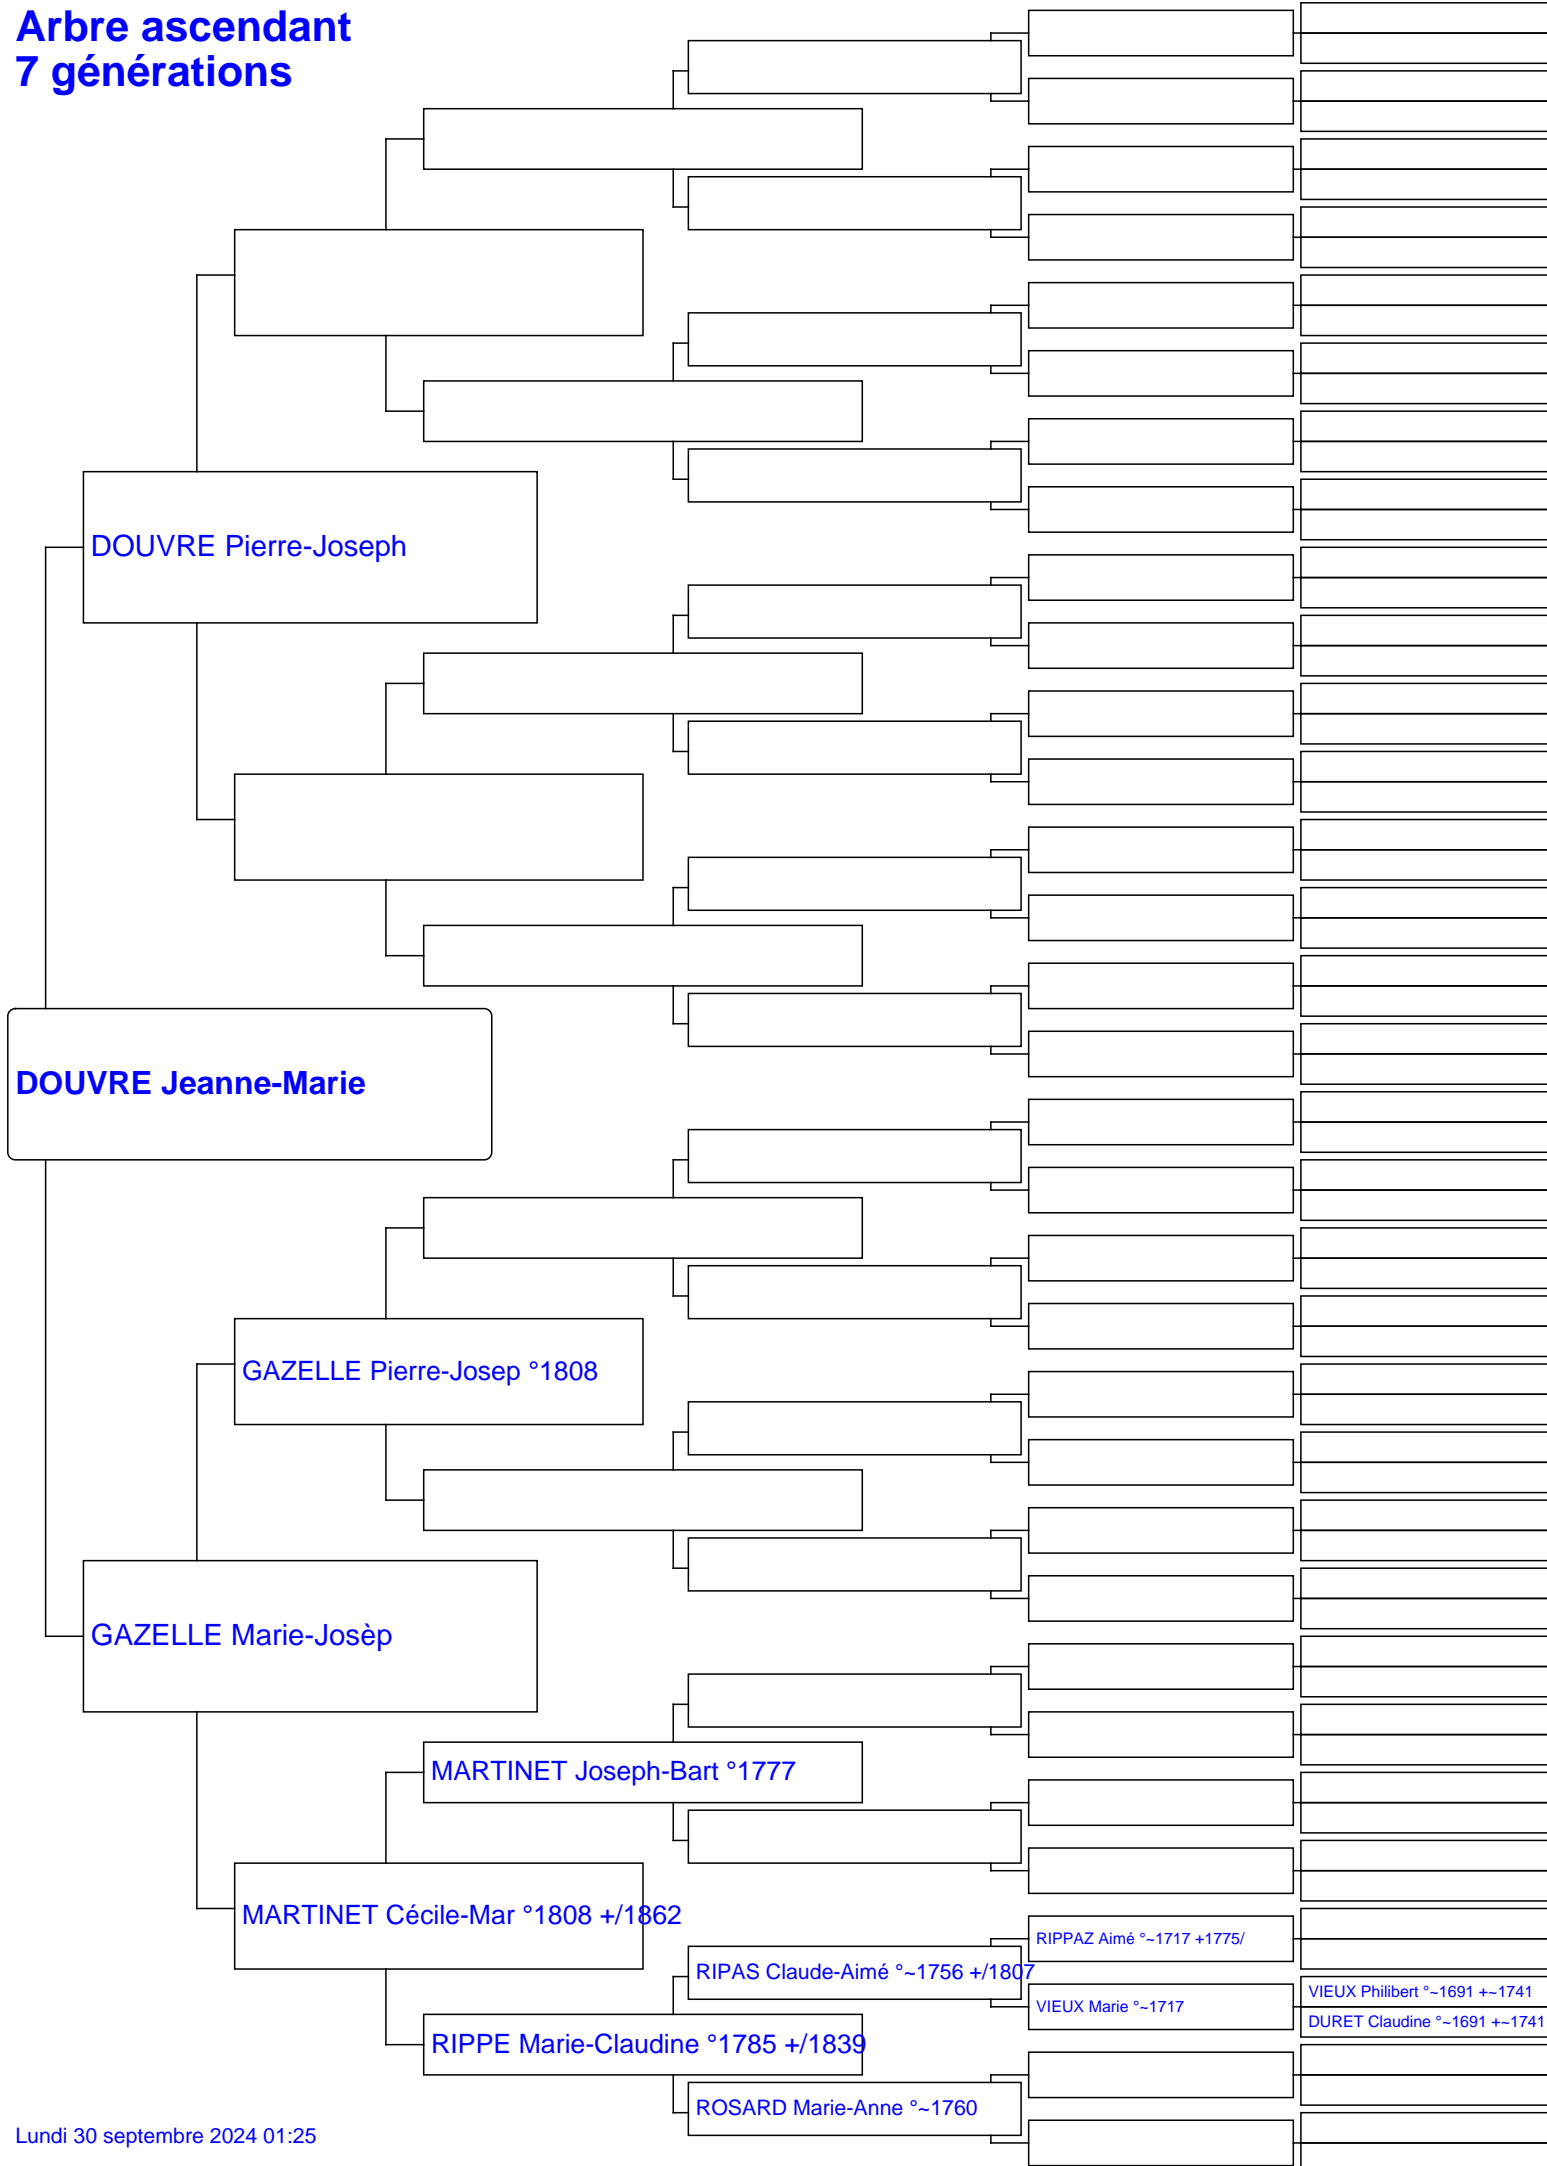 Arbre ascendant
7 générations
DOUVRE Pierre-Joseph
DOUVRE Jeanne-Marie
GAZELLE Pierre-Josep °1808
GAZELLE Marie-Josèp
MARTINET Joseph-Bart °1777
MARTINET Cécile-Mar °1808 +/1862
RIPPAZ Aimé °~1717 +1775/
RIPAS Claude-Aimé °~1756 +/1807
VIEUX Philibert °~1691 +~1741
VIEUX Marie °~1717
DURET Claudine °~1691 +~1741
RIPPE Marie-Claudine °1785 +/1839
ROSARD Marie-Anne °~1760
Lundi 30 septembre 2024 01:25